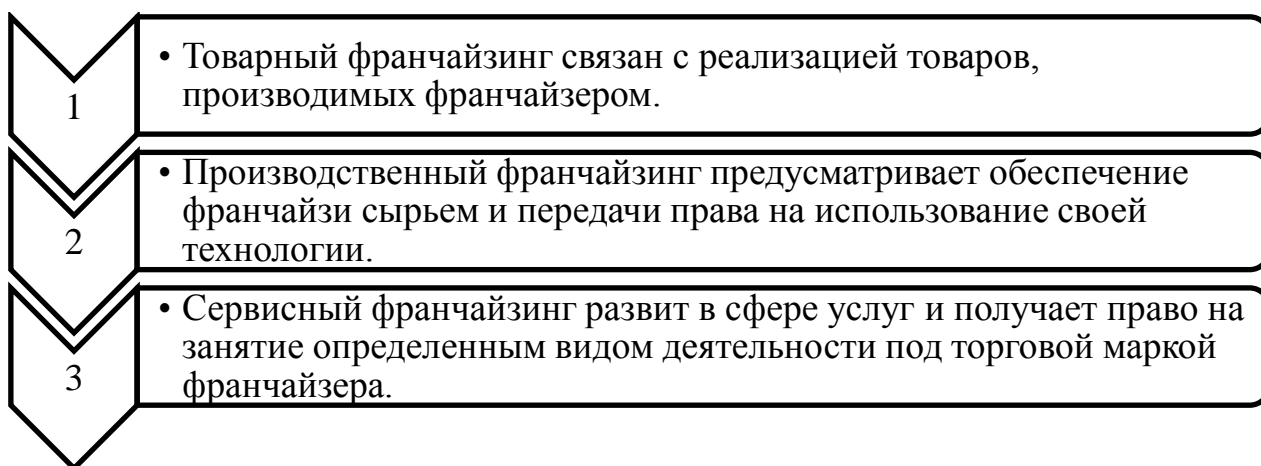 1
• Товарный франчайзинг связан с реализацией товаров,
производимых франчайзером.
2
• Производственный франчайзинг предусматривает обеспечение
франчайзи сырьем и передачи права на использование своей
технологии.
3
• Сервисный франчайзинг развит в сфере услуг и получает право на
занятие определенным видом деятельности под торговой маркой
франчайзера.